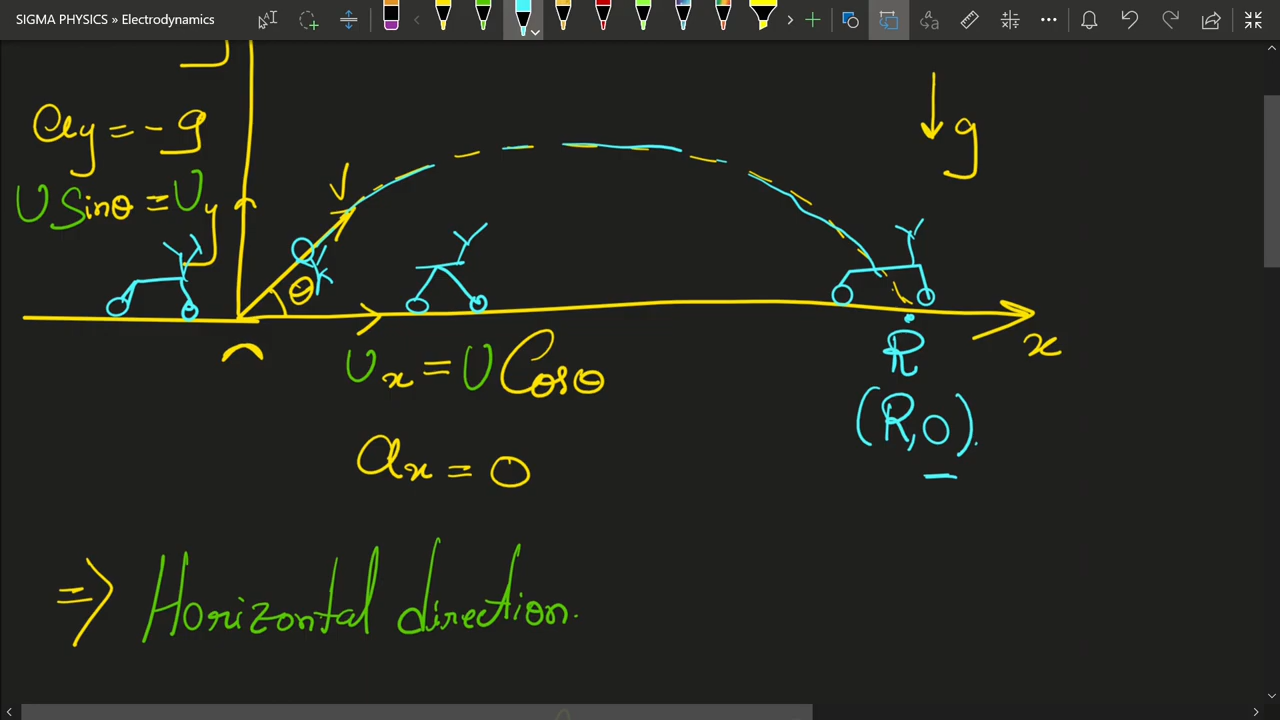 SIGMA PHYSICS » Electrodynamics
ay = - g
U Sinθ = Uy
V
θ
g
x
Ux = U Cosθ
R
(R, 0).
ax = 0
=> Horizontal direction.